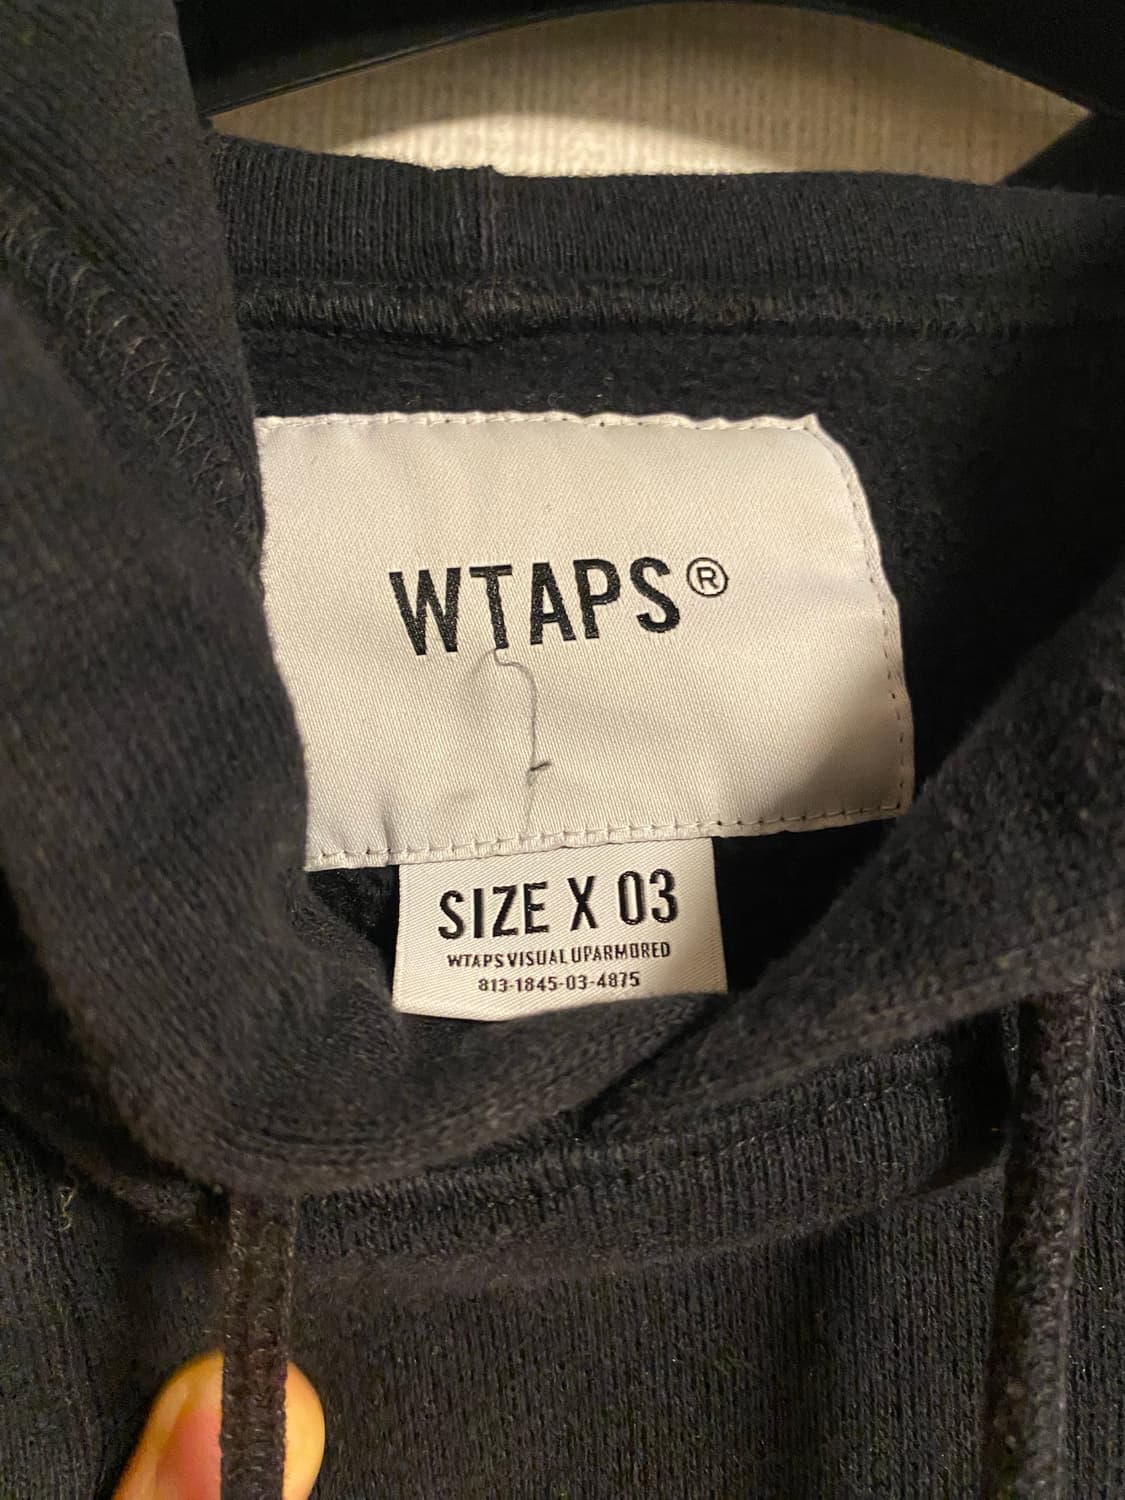 WTAPS®
SIZE X 03
WTAPS VISUAL UPARMORED
813-1845-03-4875